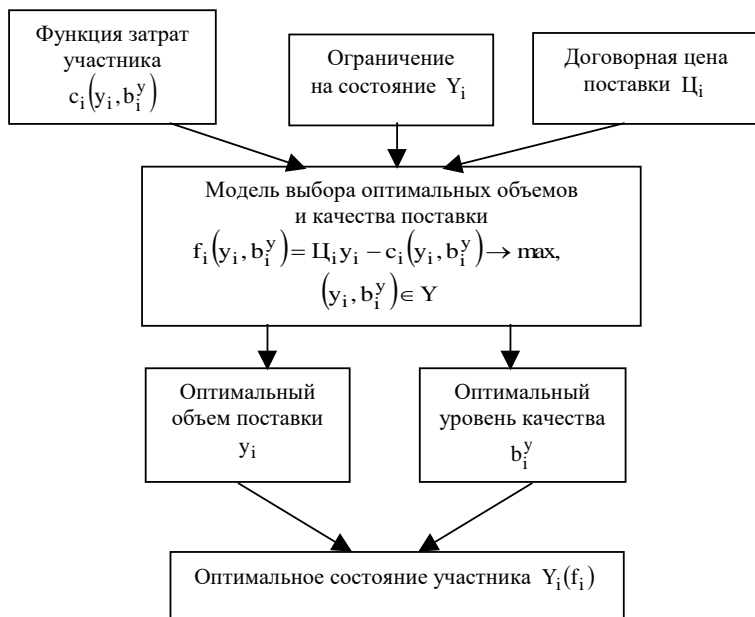 Функция затрат
участника
c_i(y_i, b_i^y)
Ограничение
на состояние Y_i
Договорная цена
поставки Ц_i
Модель выбора оптимальных объемов
и качества поставки
f_i(y_i, b_i^y) = Ц_i y_i − c_i(y_i, b_i^y) → max,
(y_i, b_i^y) ∈ Y
Оптимальный
объем поставки
y_i
Оптимальный
уровень качества
b_i^y
Оптимальное состояние участника Y_i(f_i)